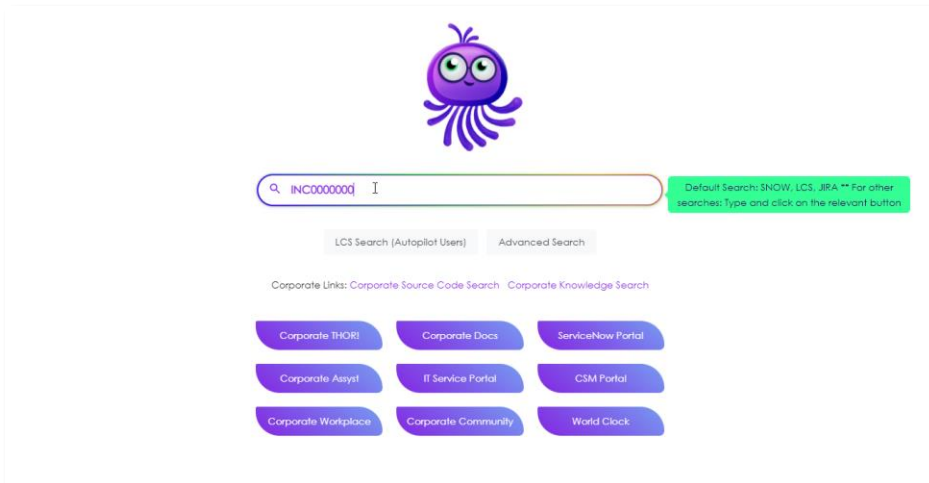 INC0000000
Default Search: SNOW, LCS, JIRA ** For other
searches: Type and click on the relevant button
LCS Search (Autopilot Users) Advanced Search
Corporate Links: Corporate Source Code Search Corporate Knowledge Search
Corporate THOR! Corporate Docs ServiceNow Portal
Corporate Assyst IT Service Portal CSM Portal
Corporate Workplace Corporate Community World Clock